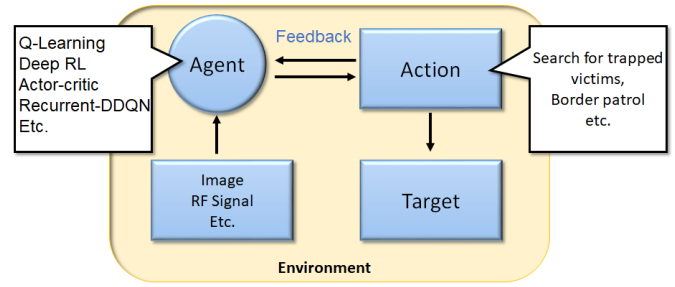 Q-Learning
Deep RL
Actor-critic
Recurrent-DDQN
Etc.
Agent
Feedback
Action
Search for trapped
victims,
Border patrol
etc.
Image
RF Signal
Etc.
Target
Environment